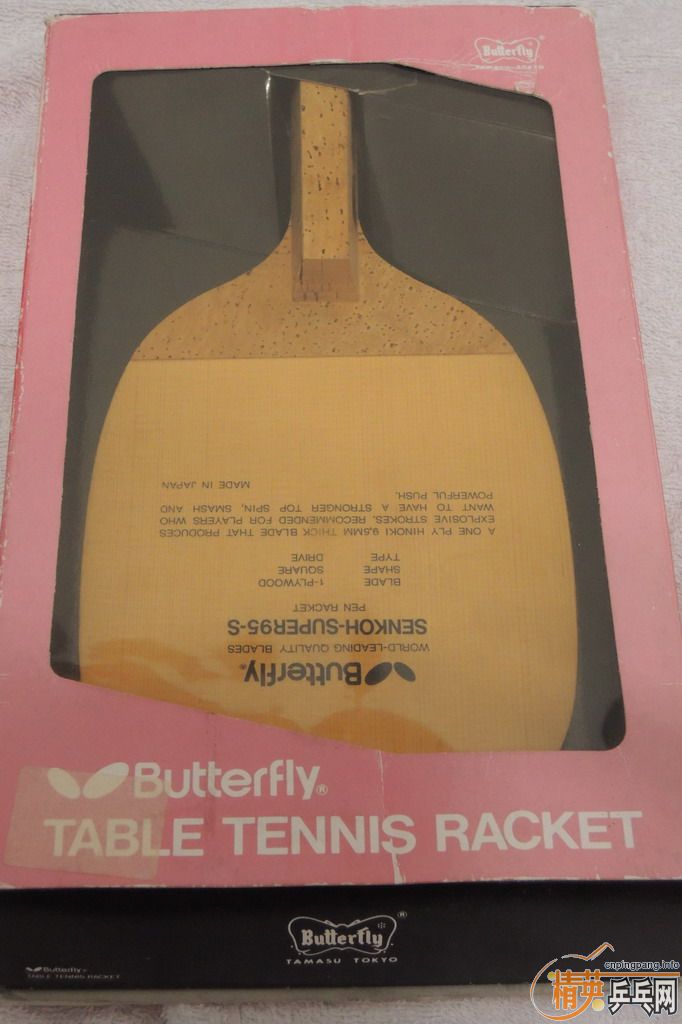 Butterfly
TAMASU TOKYO
Butterfly®
WORLD-LEADING QUALITY BLADES
SENKOH-SUPER95-S
PEN RACKET
BLADE 1-PLYWOOD
SHAPE SQUARE
TYPE DRIVE
A ONE PLY HINOKI 9,5MM THICK BLADE THAT PRODUCES
EXPLOSIVE STROKES. RECOMMENDED FOR PLAYERS WHO
WANT TO HAVE A STRONGER TOP SPIN, SMASH AND
POWERFUL PUSH.
MADE IN JAPAN
Butterfly®
TABLE TENNIS RACKET
Butterfly®
TAMASU TOKYO
Butterfly®
TABLE TENNIS RACKET
cnpingpang.info
精英乒乓网